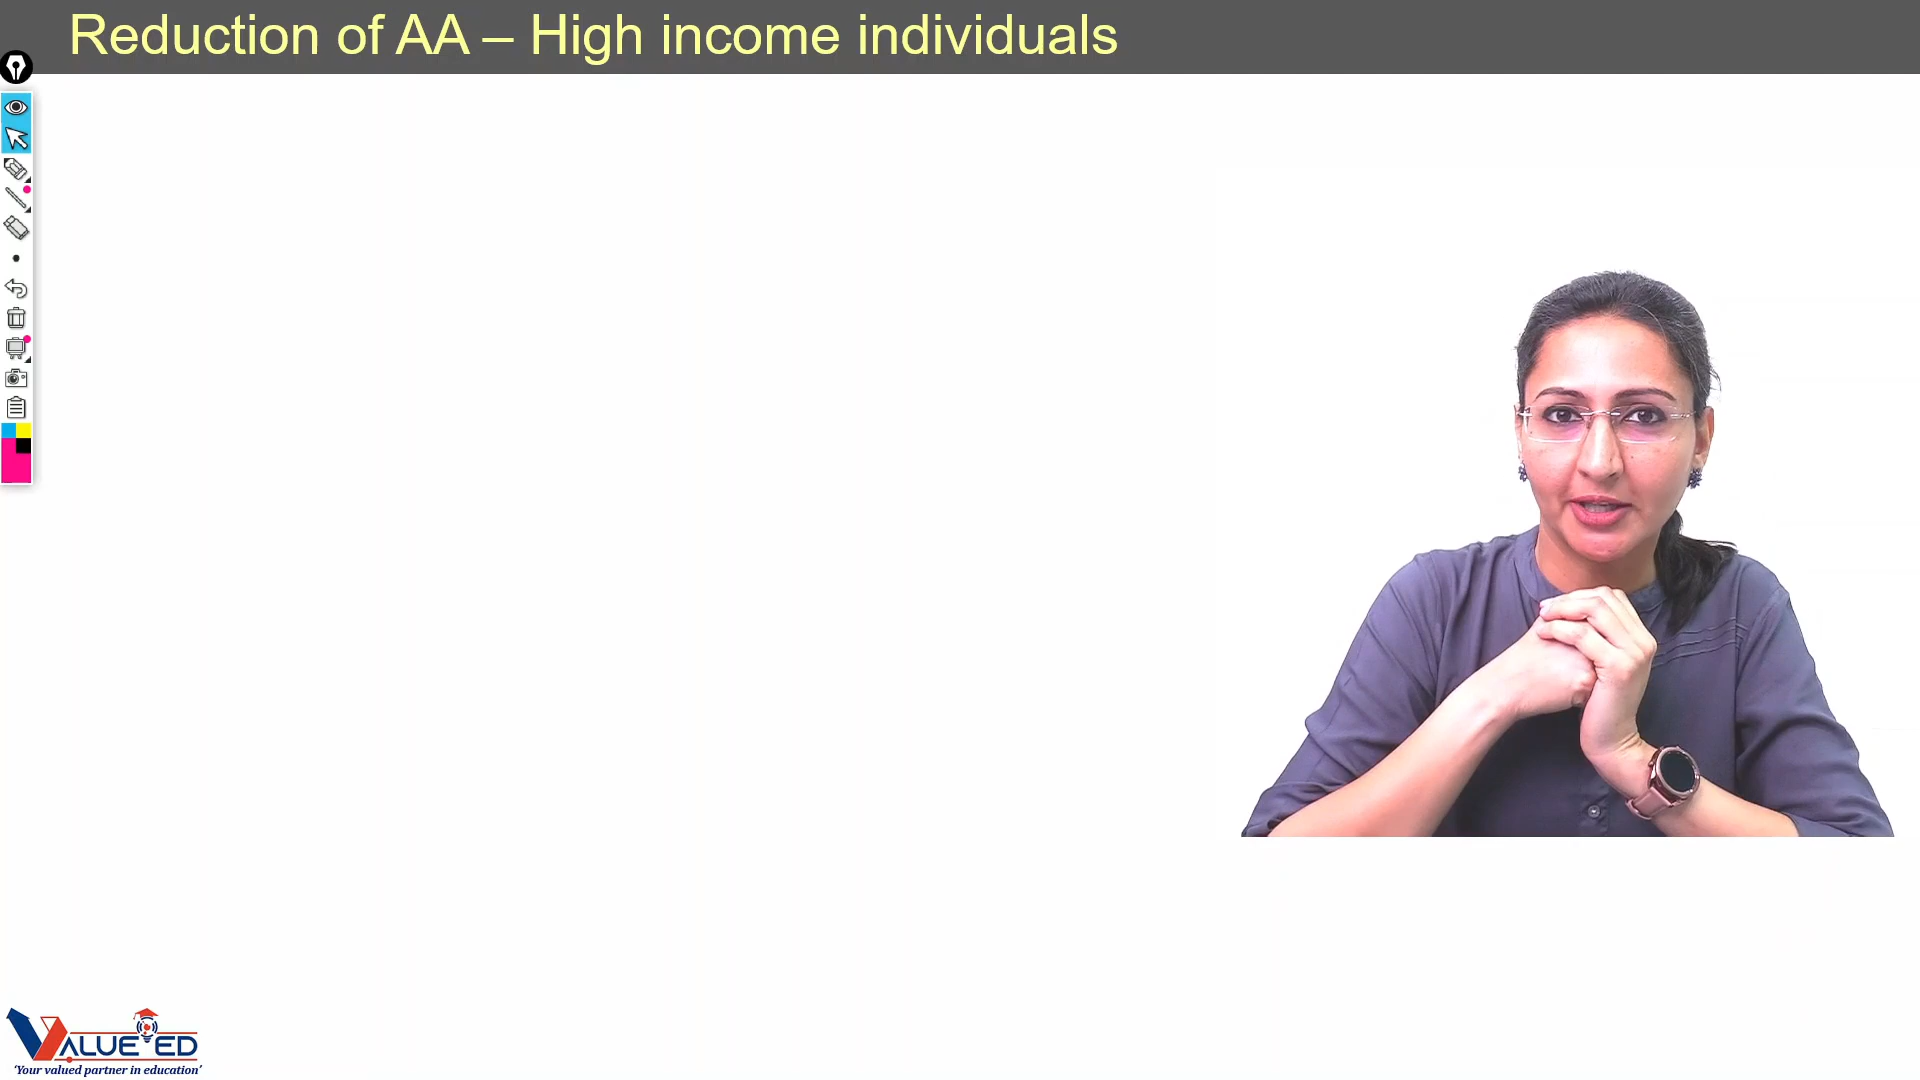 Reduction of AA – High income individuals
VALUE ED
'Your valued partner in education'